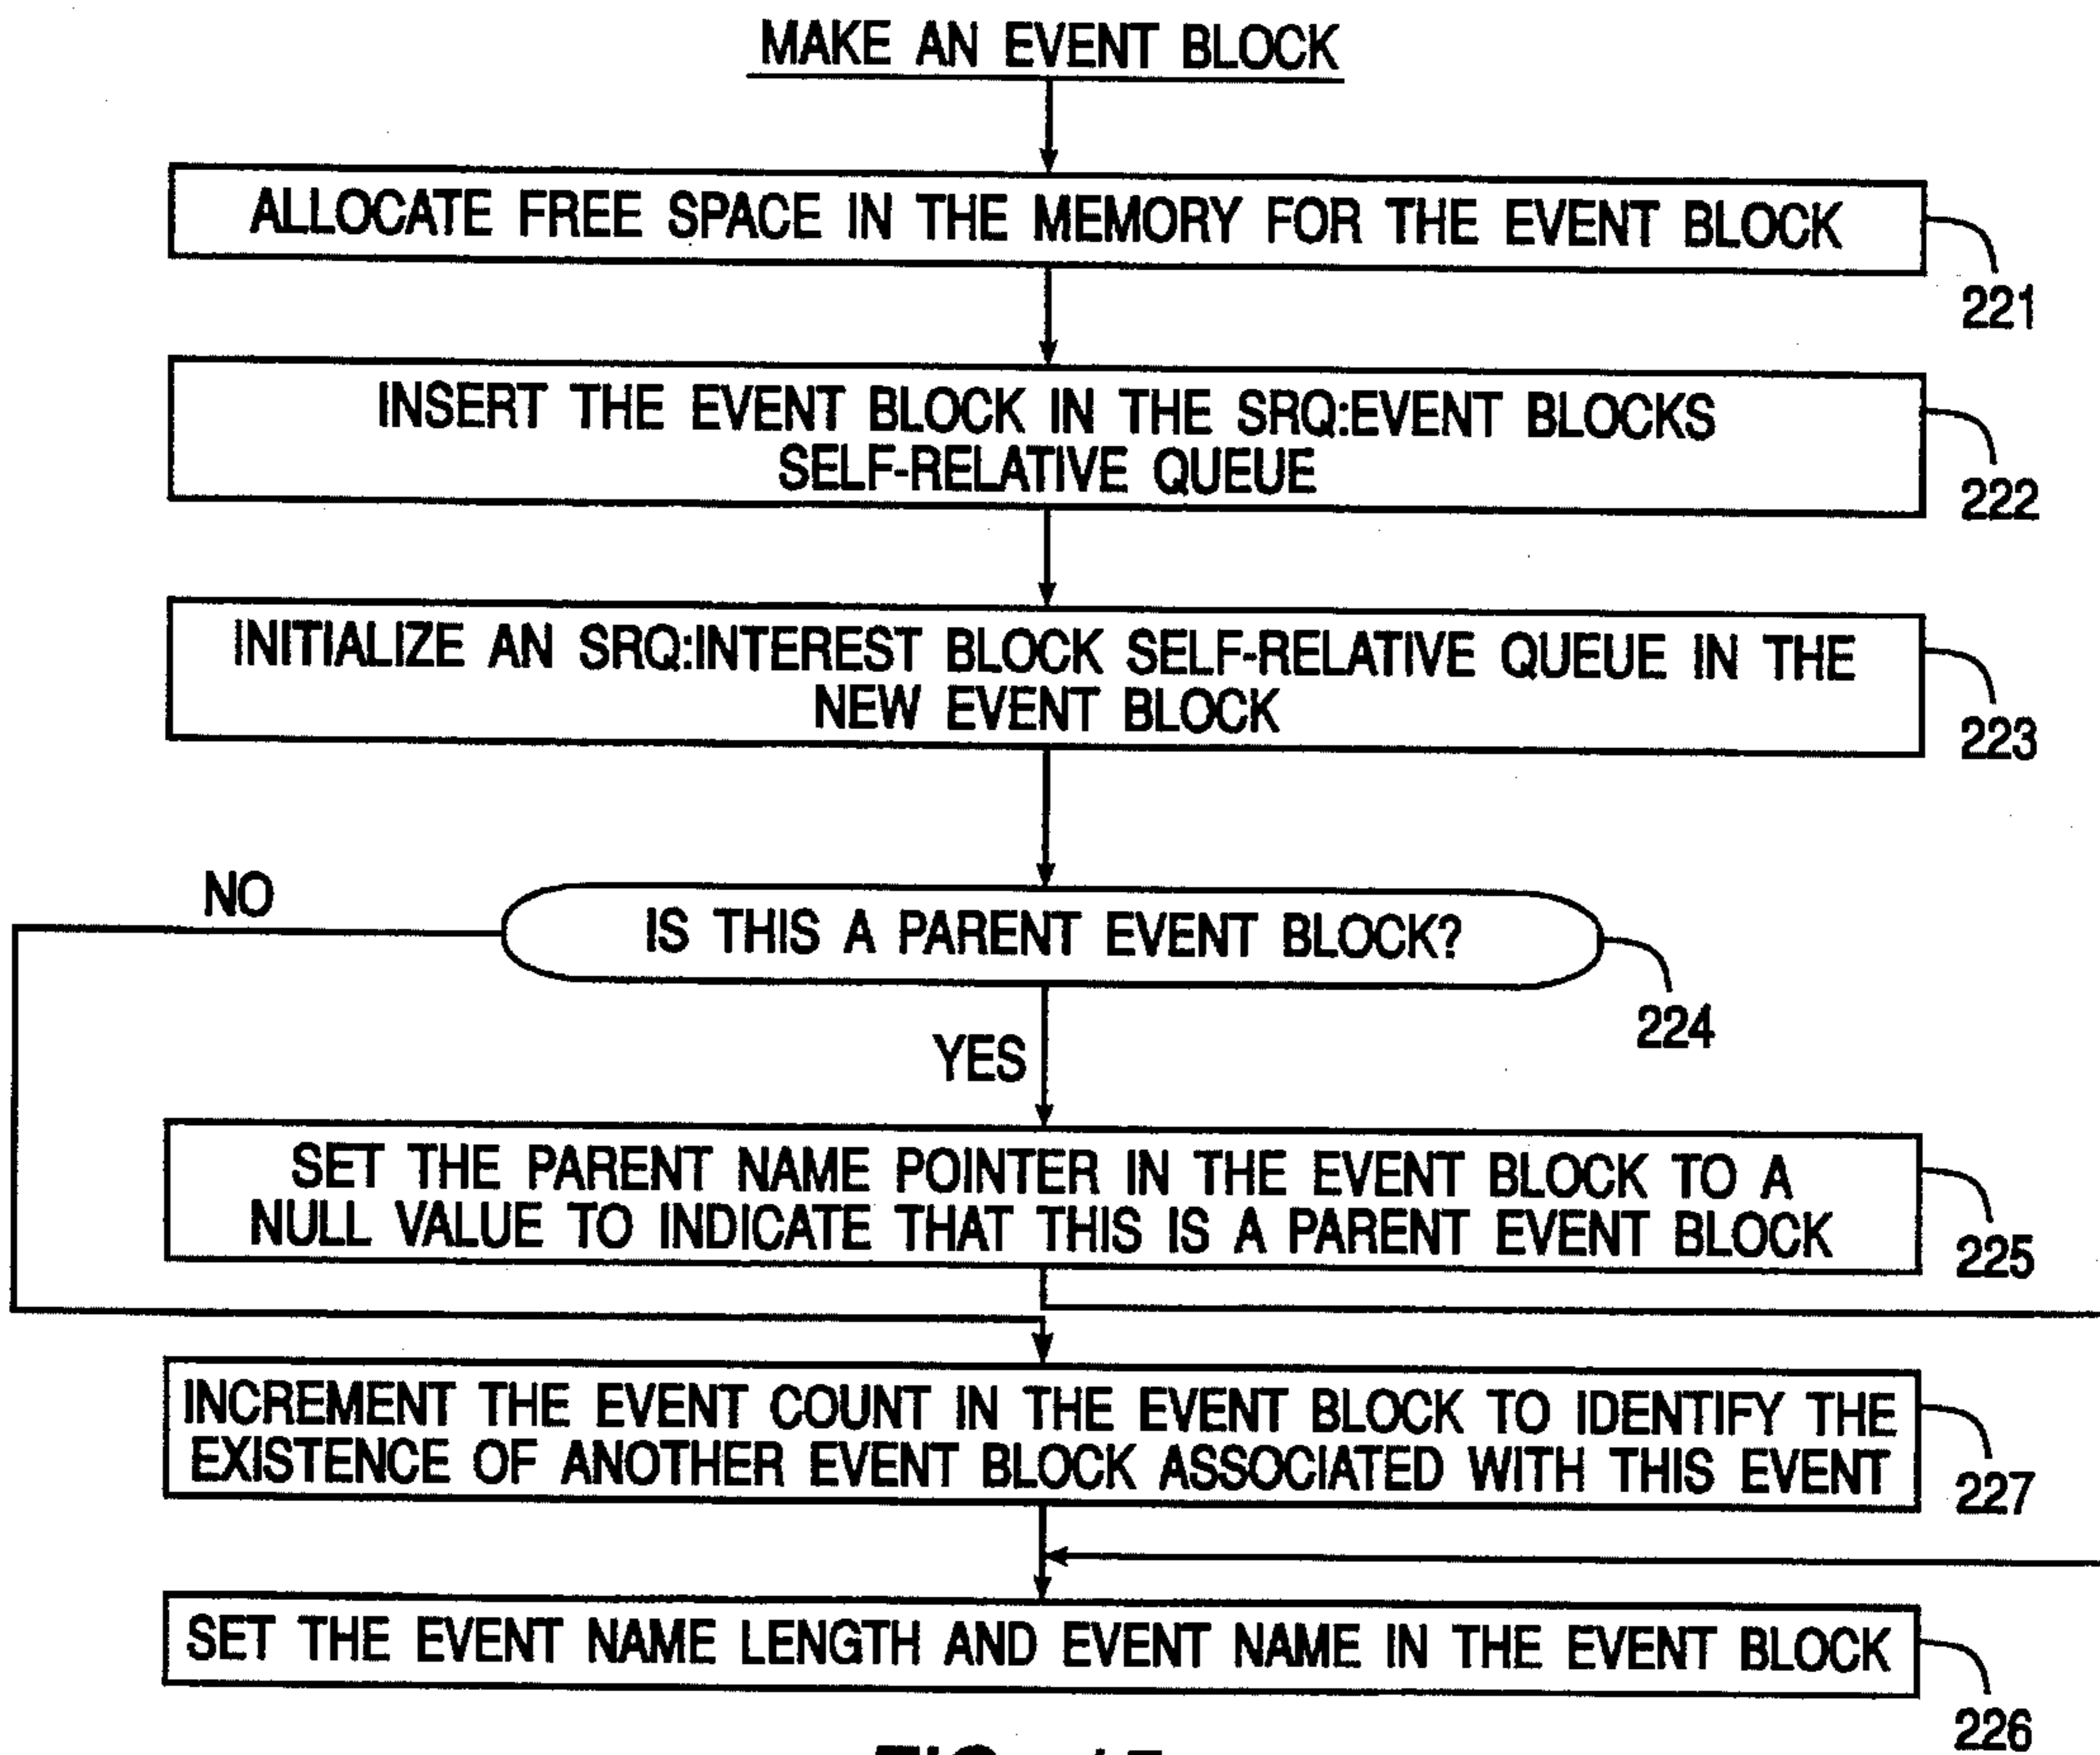 MAKE AN EVENT BLOCK
ALLOCATE FREE SPACE IN THE MEMORY FOR THE EVENT BLOCK
221
INSERT THE EVENT BLOCK IN THE SRQ:EVENT BLOCKS
SELF-RELATIVE QUEUE
222
INITIALIZE AN SRQ:INTEREST BLOCK SELF-RELATIVE QUEUE IN THE
NEW EVENT BLOCK
223
NO
IS THIS A PARENT EVENT BLOCK?
224
YES
SET THE PARENT NAME POINTER IN THE EVENT BLOCK TO A
NULL VALUE TO INDICATE THAT THIS IS A PARENT EVENT BLOCK
225
INCREMENT THE EVENT COUNT IN THE EVENT BLOCK TO IDENTIFY THE
EXISTENCE OF ANOTHER EVENT BLOCK ASSOCIATED WITH THIS EVENT
227
SET THE EVENT NAME LENGTH AND EVENT NAME IN THE EVENT BLOCK
226